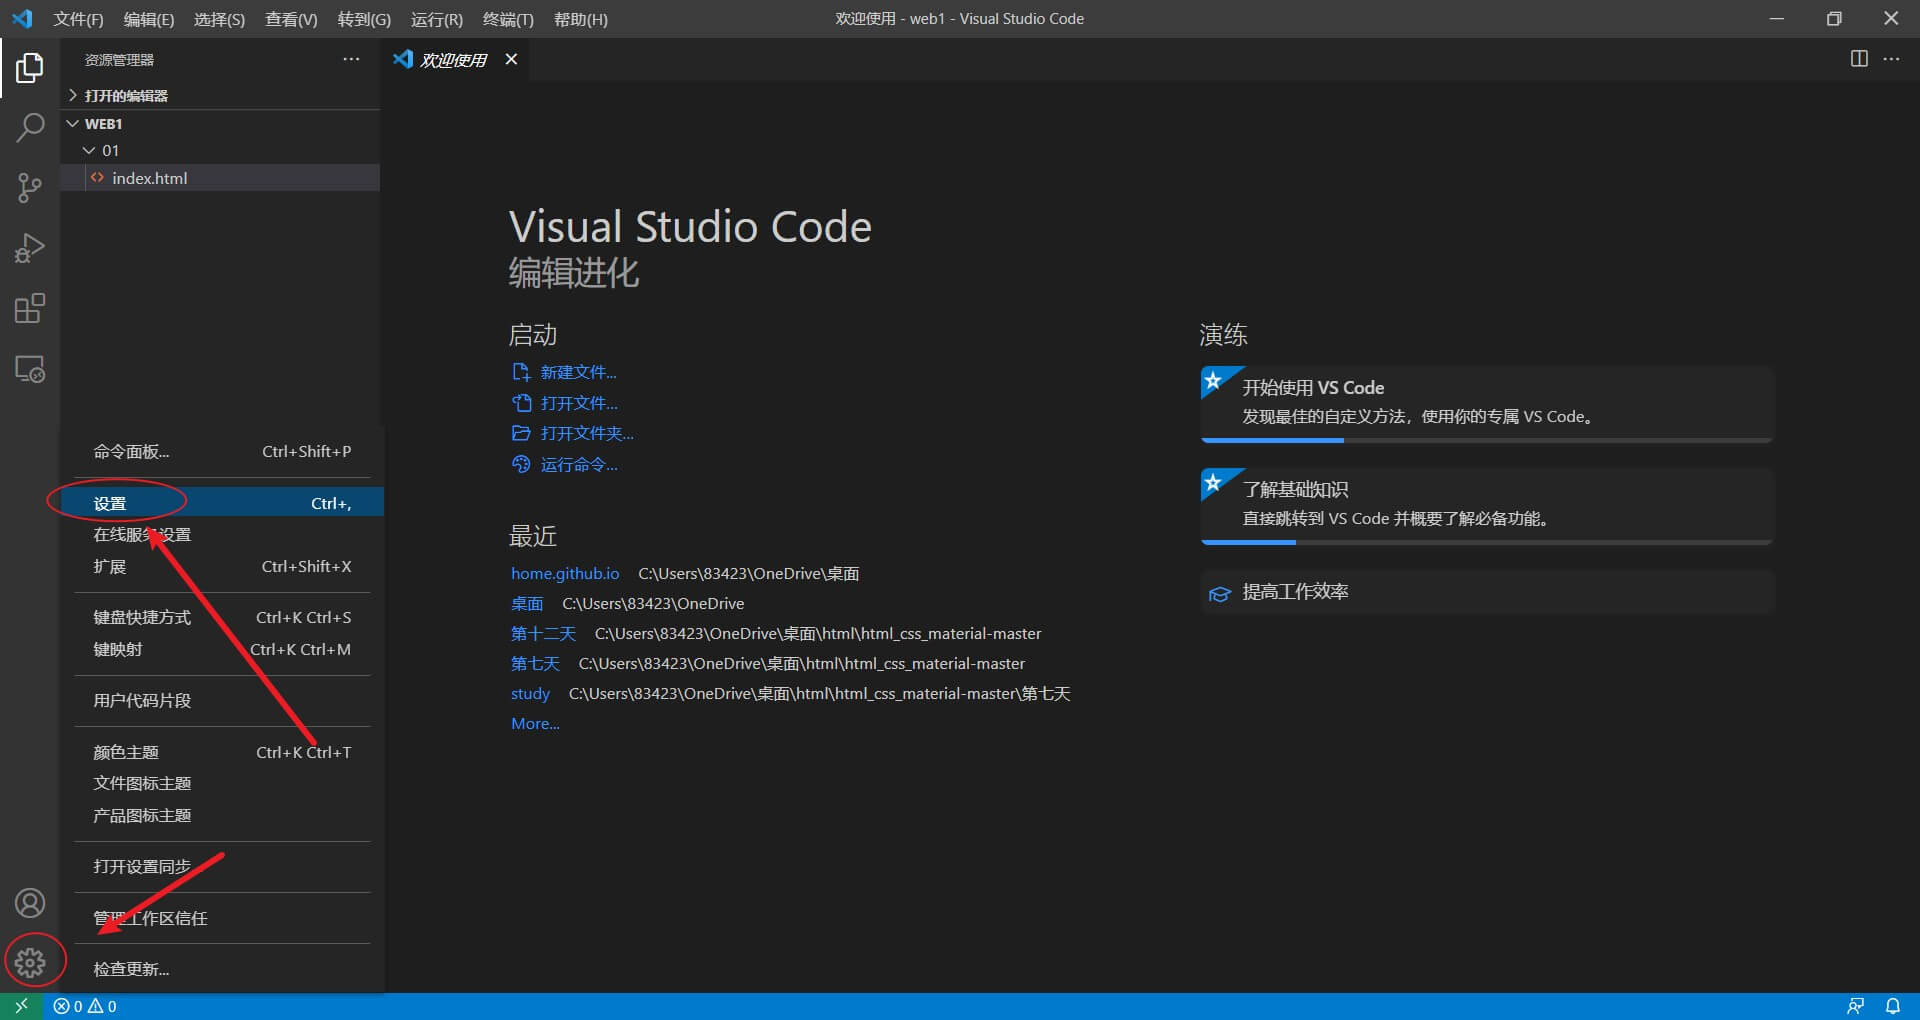 文件(F) 编辑(E) 选择(S) 查看(V) 转到(G) 运行(R) 终端(T) 帮助(H) 欢迎使用 - web1 - Visual Studio Code
资源管理器
欢迎使用
打开的编辑器
WEB1
01
index.html
Visual Studio Code
编辑进化
启动
新建文件...
打开文件...
打开文件夹...
运行命令...
最近
home.github.io C:\Users\83423\OneDrive\桌面
桌面 C:\Users\83423\OneDrive
第十二天 C:\Users\83423\OneDrive\桌面\html\html_css_material-master
第七天 C:\Users\83423\OneDrive\桌面\html\html_css_material-master
study C:\Users\83423\OneDrive\桌面\html\html_css_material-master\第七天
More...
演练
开始使用 VS Code
发现最佳的自定义方法，使用你的专属 VS Code。
了解基础知识
直接跳转到 VS Code 并概要了解必备功能。
提高工作效率
命令面板... Ctrl+Shift+P
设置 Ctrl+,
在线服务设置
扩展 Ctrl+Shift+X
键盘快捷方式 Ctrl+K Ctrl+S
键映射 Ctrl+K Ctrl+M
用户代码片段
颜色主题 Ctrl+K Ctrl+T
文件图标主题
产品图标主题
打开设置同步...
管理工作区信任
检查更新...
0 0